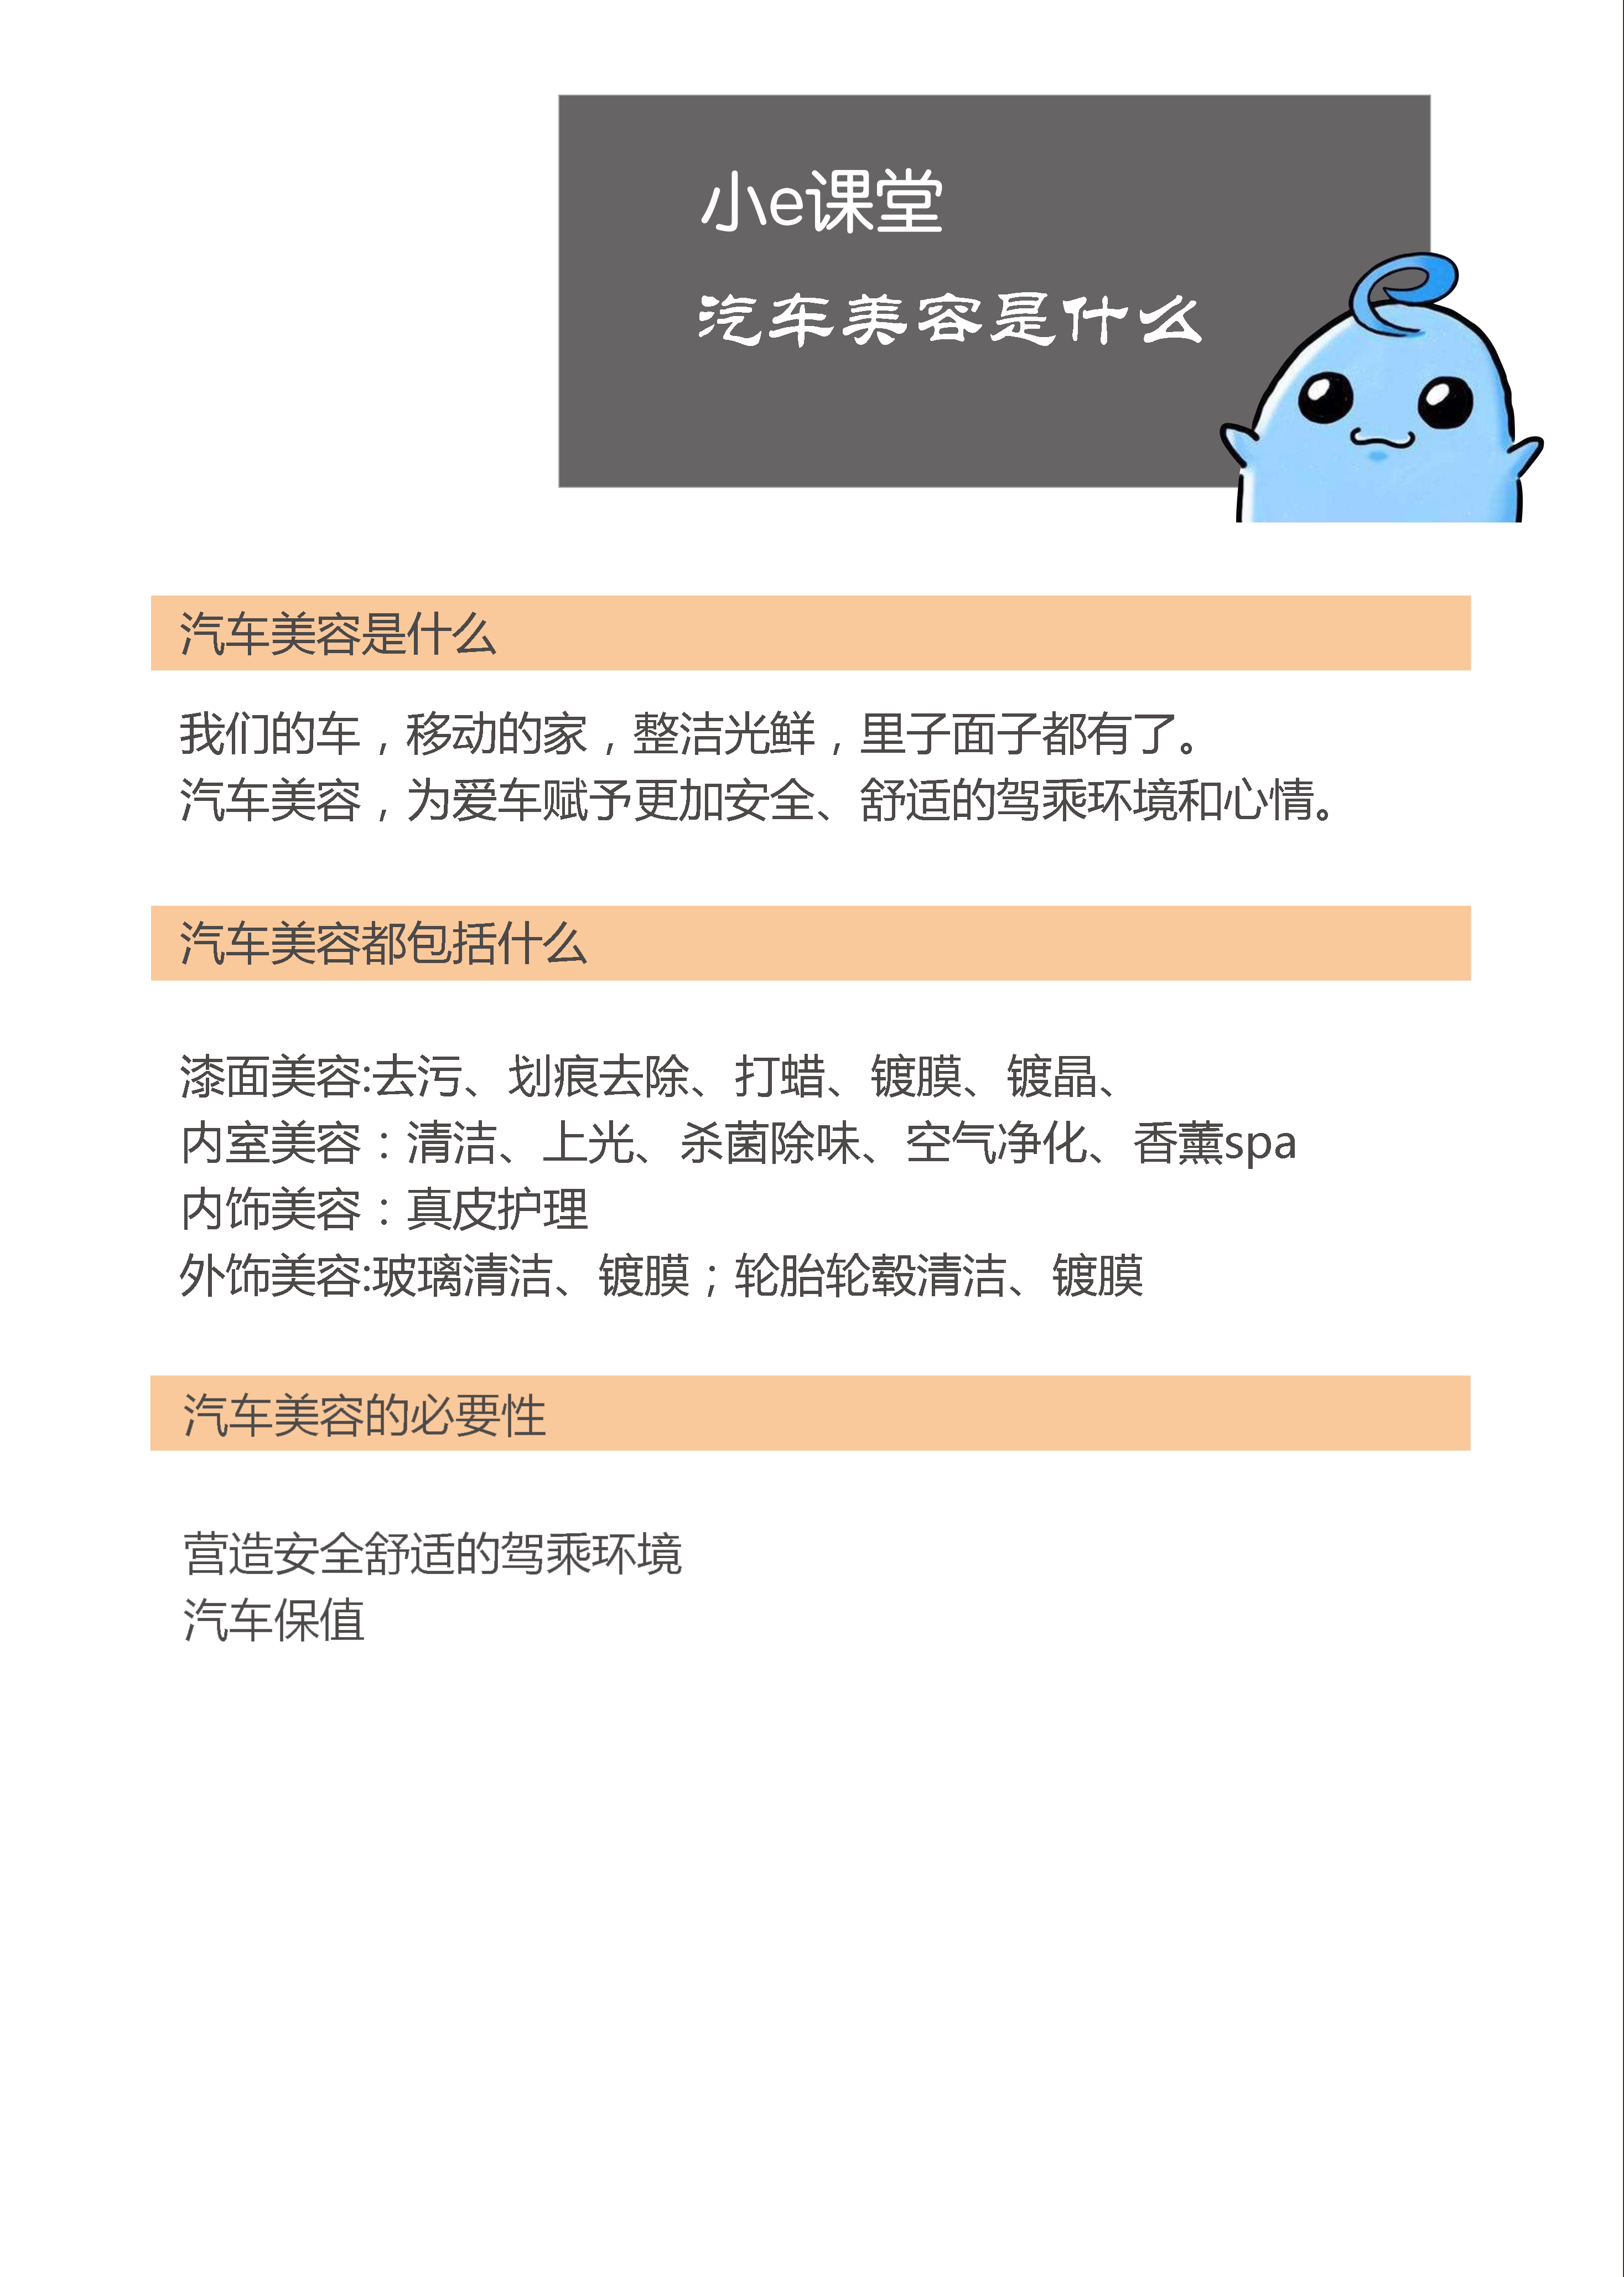 小e课堂
汽车美容是什么
汽车美容是什么
我们的车，移动的家，整洁光鲜，里子面子都有了。
汽车美容，为爱车赋予更加安全、舒适的驾乘环境和心情。
汽车美容都包括什么
漆面美容:去污、划痕去除、打蜡、镀膜、镀晶、
内室美容：清洁、上光、杀菌除味、空气净化、香薰spa
内饰美容：真皮护理
外饰美容:玻璃清洁、镀膜；轮胎轮毂清洁、镀膜
汽车美容的必要性
营造安全舒适的驾乘环境
汽车保值